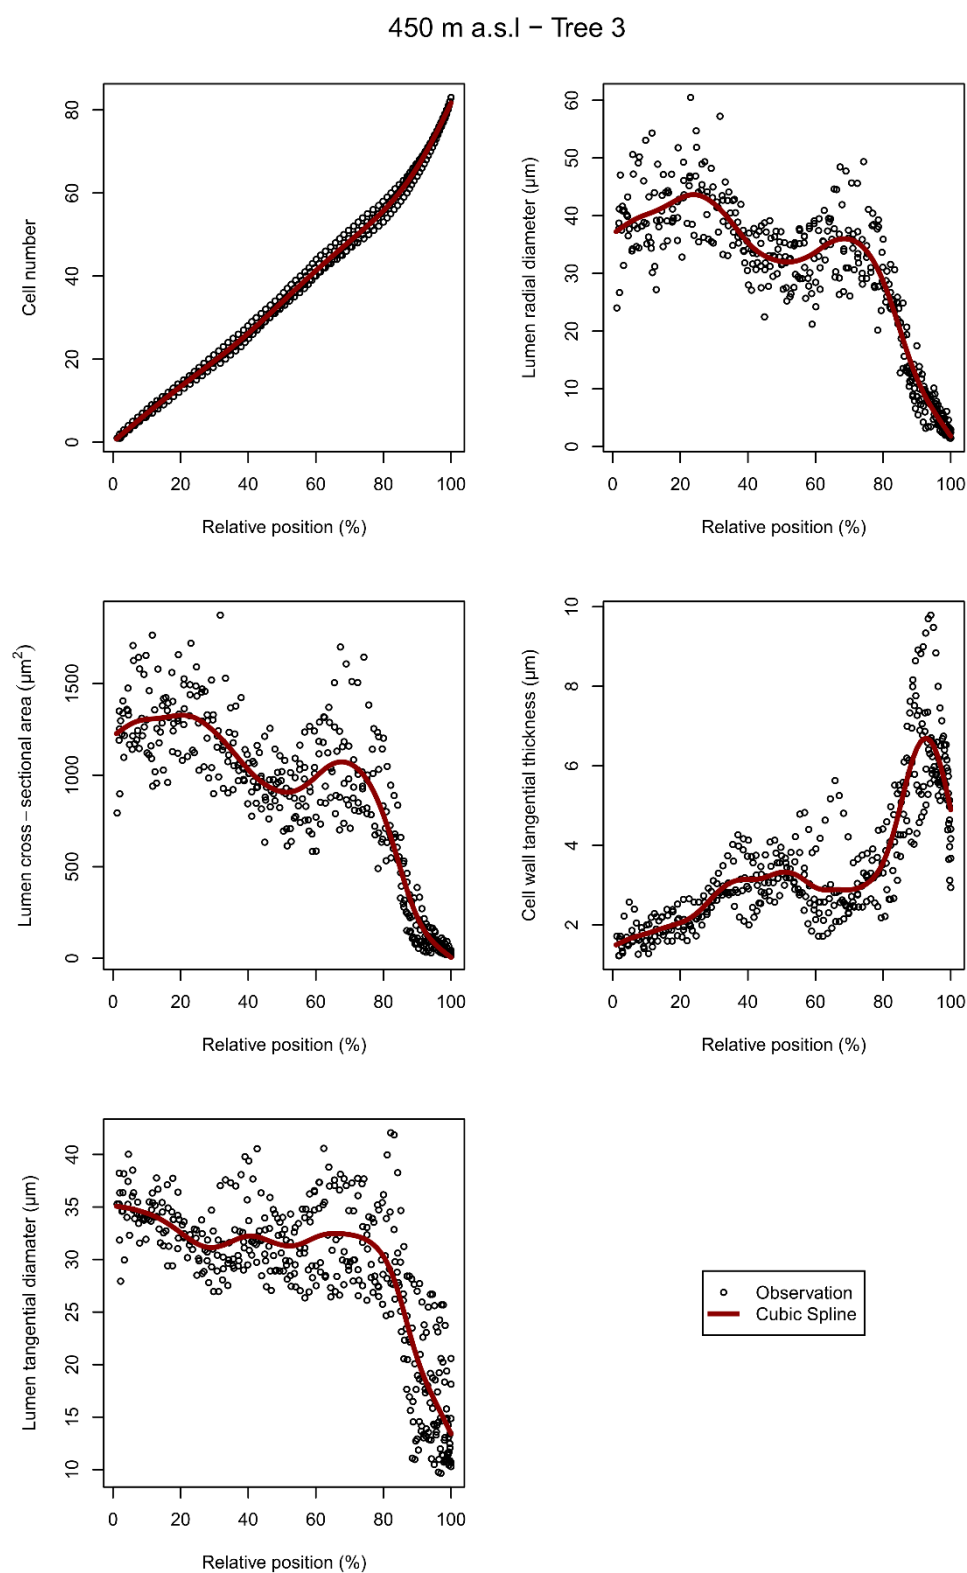 450 m a.s.l − Tree 3
Cell number
0 20 40 60 80
0 20 40 60 80 100
Relative position (%)
Lumen radial diameter (μm)
0 10 20 30 40 50 60
0 20 40 60 80 100
Relative position (%)
Lumen cross−sectional area (μm²)
0 500 1000 1500
0 20 40 60 80 100
Relative position (%)
Cell wall tangential thickness (μm)
2 4 6 8 10
0 20 40 60 80 100
Relative position (%)
Lumen tangential diamater (μm)
10 15 20 25 30 35 40
0 20 40 60 80 100
Relative position (%)
Observation
Cubic Spline